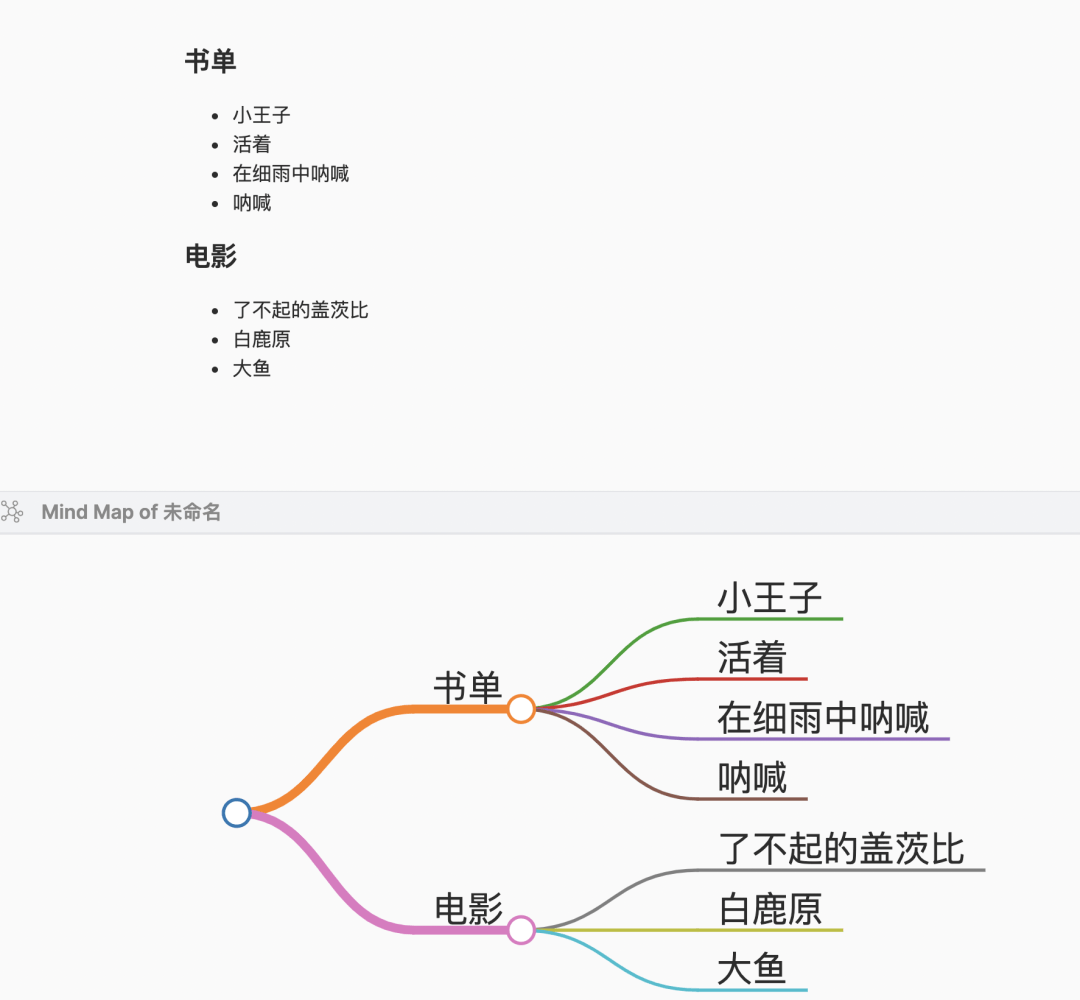 书单
小王子
活着
在细雨中呐喊
呐喊
电影
了不起的盖茨比
白鹿原
大鱼
Mind Map of 未命名
小王子
活着
书单
在细雨中呐喊
呐喊
了不起的盖茨比
电影
白鹿原
大鱼